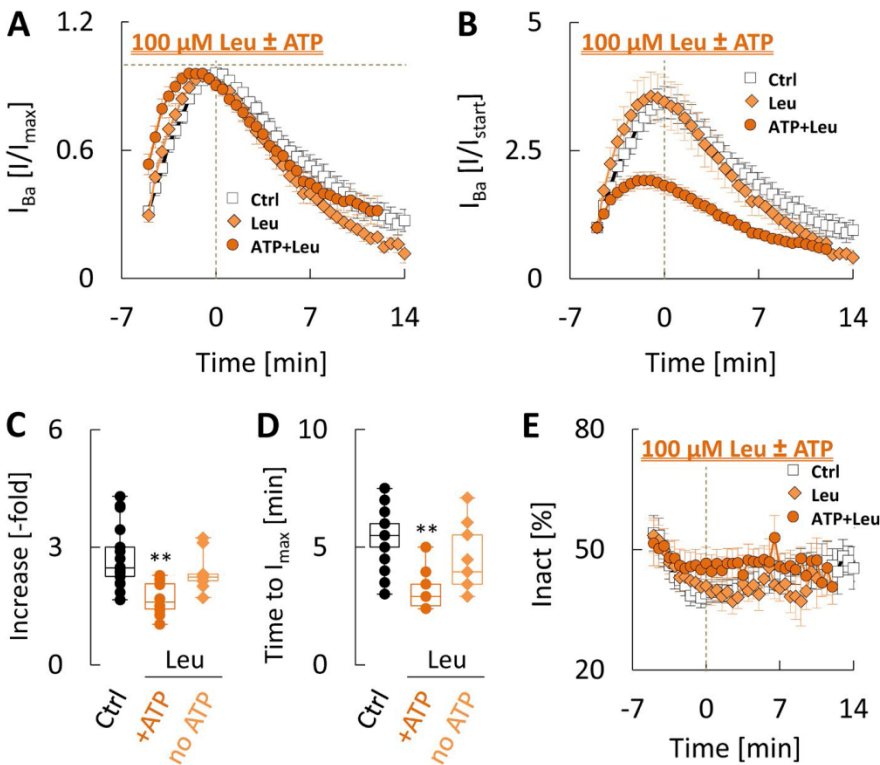 A
100 µM Leu ± ATP
I_Ba [I/I_max]
1.2
0.6
0
Ctrl
Leu
ATP+Leu
-7
0
7
14
Time [min]
B
100 µM Leu ± ATP
I_Ba [I/I_start]
5
2.5
0
Ctrl
Leu
ATP+Leu
-7
0
7
14
Time [min]
C
Increase [-fold]
6
3
0
**
Leu
Ctrl
+ATP
no ATP
D
Time to I_max [min]
10
5
0
**
Leu
Ctrl
+ATP
no ATP
E
100 µM Leu ± ATP
Inact [%]
80
50
20
Ctrl
Leu
ATP+Leu
-7
0
7
14
Time [min]